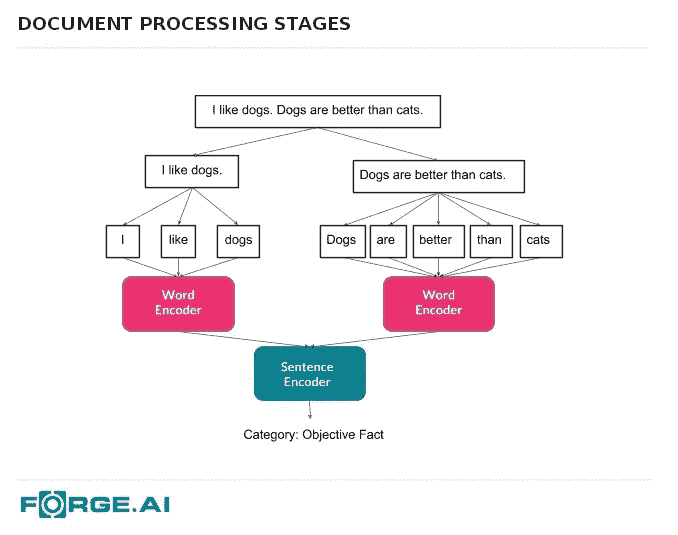 DOCUMENT PROCESSING STAGES
I like dogs. Dogs are better than cats.
I like dogs.
Dogs are better than cats.
I
like
dogs
Dogs
are
better
than
cats
Word
Encoder
Word
Encoder
Sentence
Encoder
Category: Objective Fact
FORGE.AI